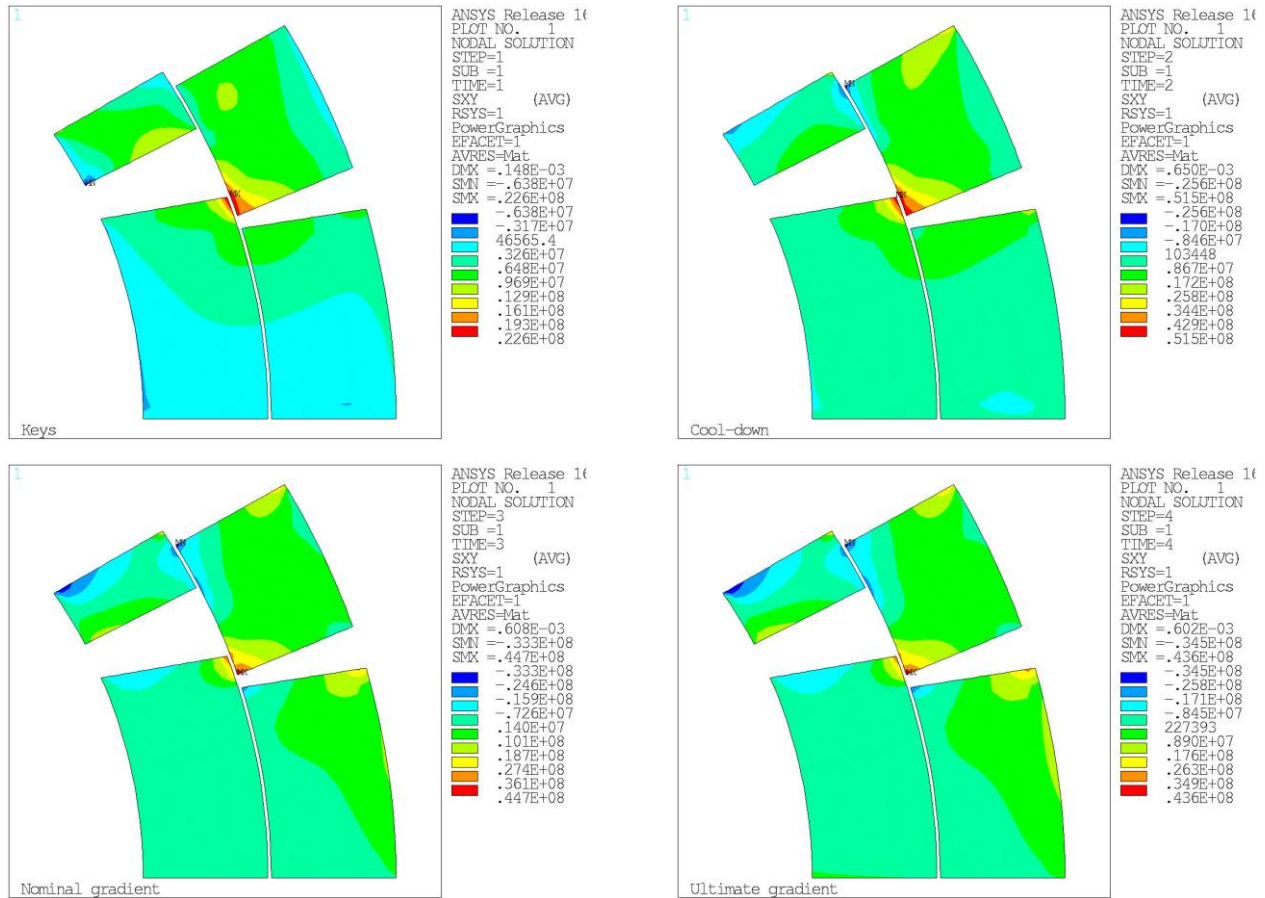 1
ANSYS Release 16
PLOT NO. 1
NODAL SOLUTION
STEP=1
SUB =1
TIME=1
SXY (AVG)
RSYS=1
PowerGraphics
EFACET=1
AVRES=Mat
DMX =.148E-03
SMN =-.638E+07
SMX =.226E+08
-.638E+07
-.317E+07
46565.4
.326E+07
.648E+07
.969E+07
.129E+08
.161E+08
.193E+08
.226E+08
MN
MX
Keys
1
ANSYS Release 16
PLOT NO. 1
NODAL SOLUTION
STEP=2
SUB =1
TIME=2
SXY (AVG)
RSYS=1
PowerGraphics
EFACET=1
AVRES=Mat
DMX =.650E-03
SMN =-.256E+08
SMX =.515E+08
-.256E+08
-.170E+08
-.846E+07
103448
.867E+07
.172E+08
.258E+08
.344E+08
.429E+08
.515E+08
MN
MX
Cool-down
1
ANSYS Release 16
PLOT NO. 1
NODAL SOLUTION
STEP=3
SUB =1
TIME=3
SXY (AVG)
RSYS=1
PowerGraphics
EFACET=1
AVRES=Mat
DMX =.608E-03
SMN =-.333E+08
SMX =.447E+08
-.333E+08
-.246E+08
-.159E+08
-.726E+07
.140E+07
.101E+08
.187E+08
.274E+08
.361E+08
.447E+08
MN
MX
Nominal gradient
1
ANSYS Release 16
PLOT NO. 1
NODAL SOLUTION
STEP=4
SUB =1
TIME=4
SXY (AVG)
RSYS=1
PowerGraphics
EFACET=1
AVRES=Mat
DMX =.602E-03
SMN =-.345E+08
SMX =.436E+08
-.345E+08
-.258E+08
-.171E+08
-.845E+07
227393
.890E+07
.176E+08
.263E+08
.349E+08
.436E+08
MN
MX
Ultimate gradient